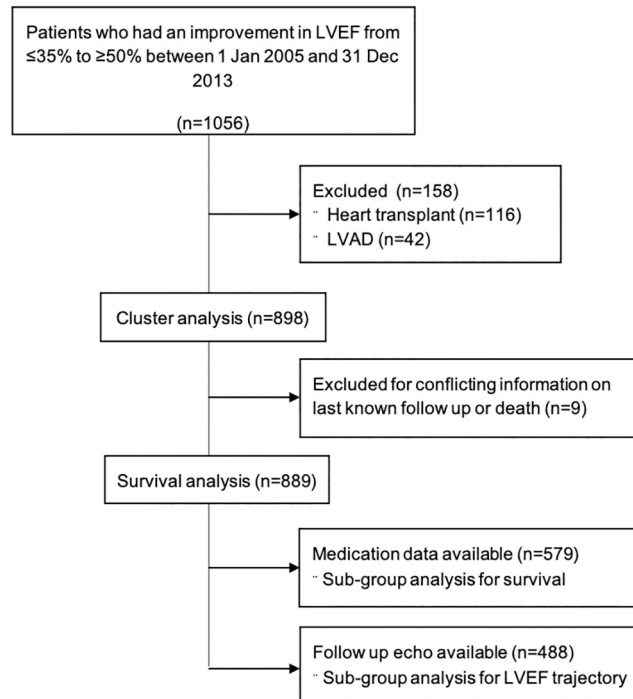 Patients who had an improvement in LVEF from
≤35% to ≥50% between 1 Jan 2005 and 31 Dec
2013
(n=1056)
Excluded (n=158)
¨ Heart transplant (n=116)
¨ LVAD (n=42)
Cluster analysis (n=898)
Excluded for conflicting information on
last known follow up or death (n=9)
Survival analysis (n=889)
Medication data available (n=579)
¨ Sub-group analysis for survival
Follow up echo available (n=488)
¨ Sub-group analysis for LVEF trajectory